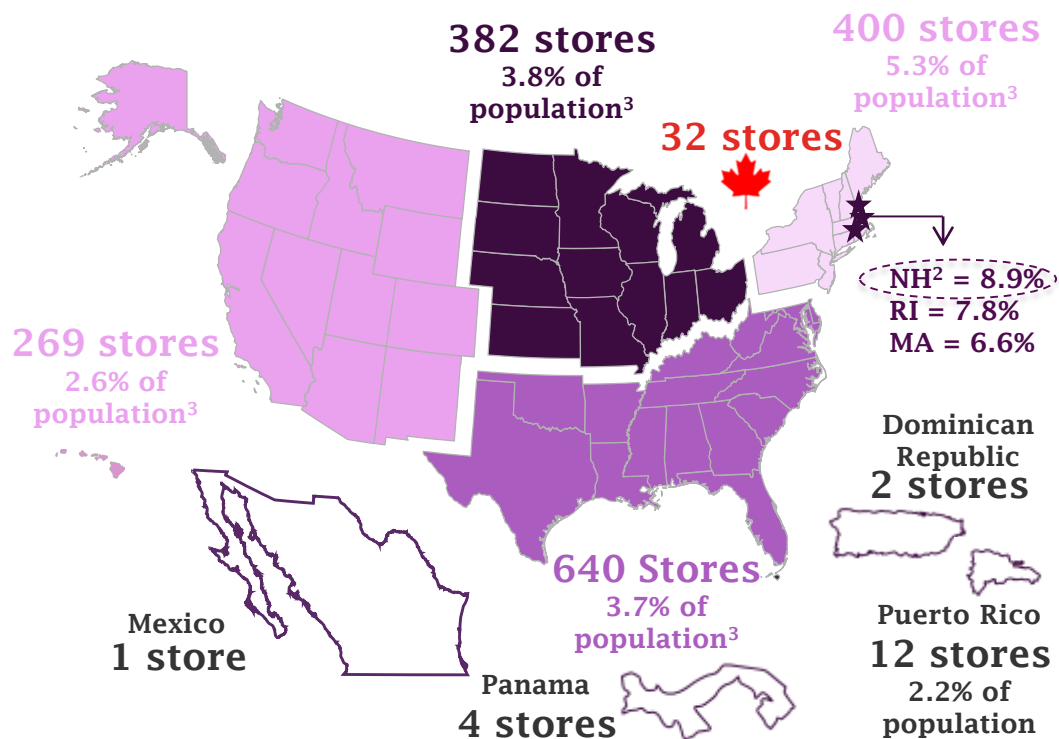 382 stores
3.8% of
population³
400 stores
5.3% of
population³
32 stores
NH² = 8.9%
RI = 7.8%
MA = 6.6%
269 stores
2.6% of
population³
Dominican
Republic
2 stores
640 Stores
3.7% of
population³
Mexico
1 store
Panama
4 stores
Puerto Rico
12 stores
2.2% of
population